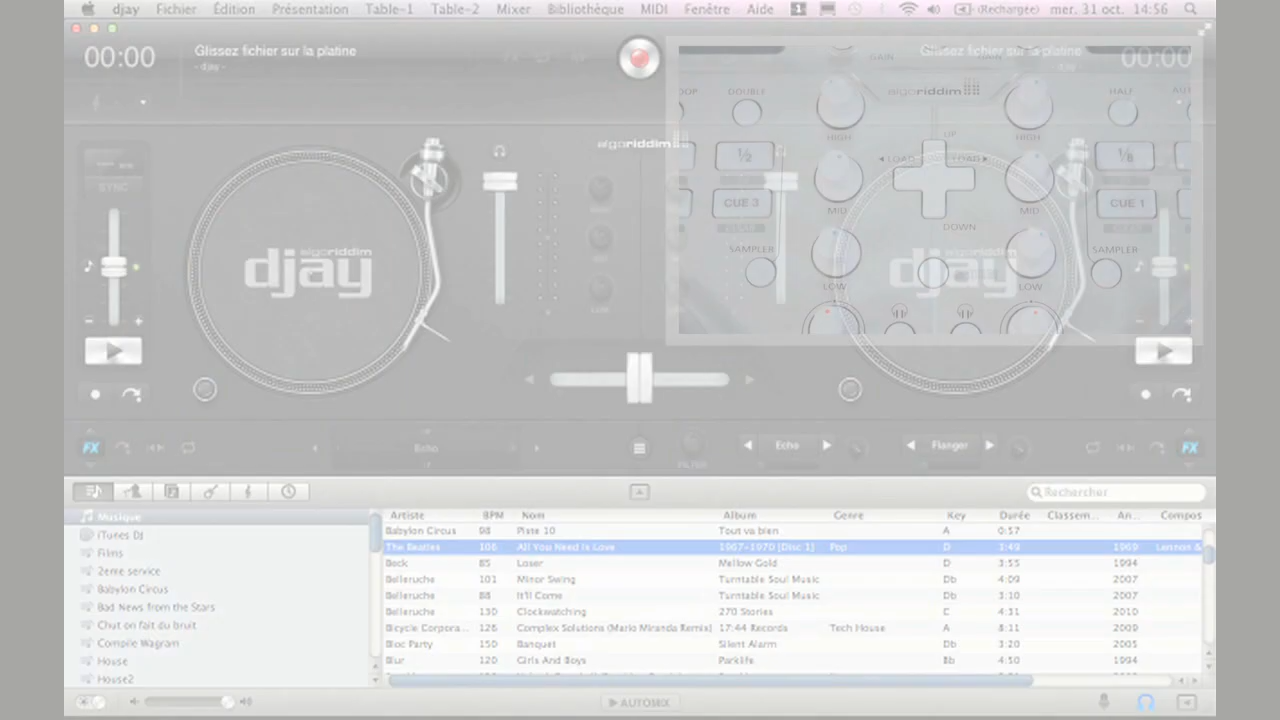 djay Fichier Édition Présentation Table-1 Table-2 Mixer Bibliothèque MIDI Fenêtre Aide 1 (Rechargée) mer. 31 oct. 14:56
00:00 Glissez fichier sur la platine
- djay -
Glissez fichier sur la platine 00:00
djay
GAIN GAIN
DOUBLE algoriddim HALF
HIGH HIGH
UP
algoriddim
1/2 LOAD LOAD 1/8
SYNC
CUE 3 MID MID CUE 1
DOWN
SAMPLER SAMPLER
algoriddim
djay
algoriddim
djay
LOW LOW
FX Echo Echo Flanger FX
FILTER
Rechercher
Artiste BPM Nom Album Genre Key Durée Classem... An... Compos
Musique
iTunes DJ
Films
2eme service
Babylon Circus
Bad News from the Stars
Chut on fait du bruit
Compile Wagram
House
House2
Babylon Circus 98 Piste 10 Tout va bien A 0:57
The Beatles 106 All You Need Is Love 1967-1970 [Disc 1] Pop D 3:49 1969 Lennon &
Beck 85 Loser Mellow Gold D 3:55 1994
Belleruche 101 Minor Swing Turntable Soul Music Db 4:09 2007
Belleruche 88 It'll Come Turntable Soul Music Db 3:10 2007
Belleruche 130 Clockwatching 270 Stories C 4:31 2010
Bicycle Corpora... 126 Complex Solutions (Mario Miranda Remix) 17:44 Records Tech House A 8:11 2009
Bloc Party 150 Banquet Silent Alarm Db 3:20 2005
Blur 120 Girls And Boys Parklife Bb 4:50 1994
AUTOMIX